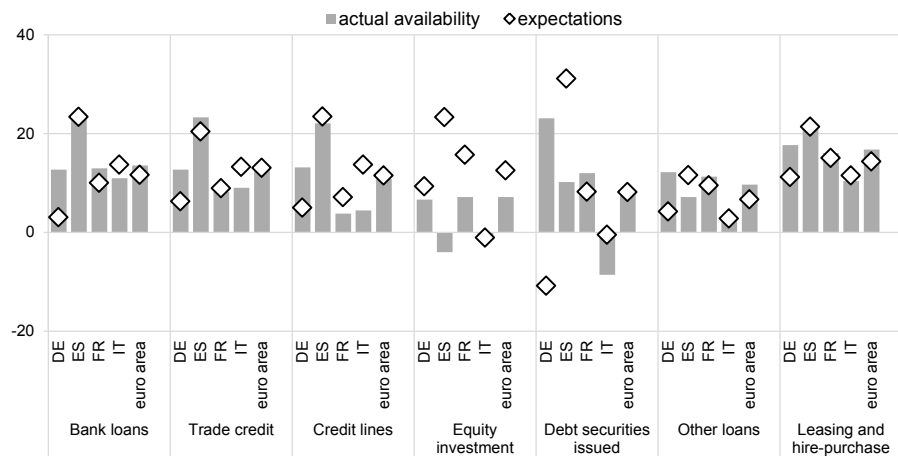 actual availability expectations
40
20
0
-20
DE ES FR IT euro area DE ES FR IT euro area DE ES FR IT euro area DE ES FR IT euro area DE ES FR IT euro area DE ES FR IT euro area DE ES FR IT euro area
Bank loans Trade credit Credit lines Equity Debt securities Other loans Leasing and
investment issued hire-purchase